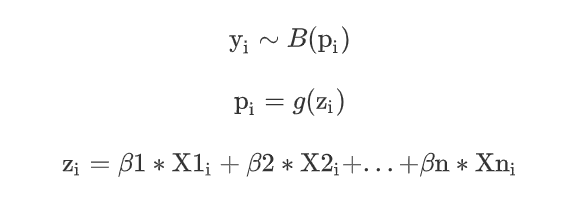 yᵢ ∼ B(pᵢ)
pᵢ = g(zᵢ)
zᵢ = β1 ∗ X1ᵢ + β2 ∗ X2ᵢ+. . . +βn ∗ Xnᵢ